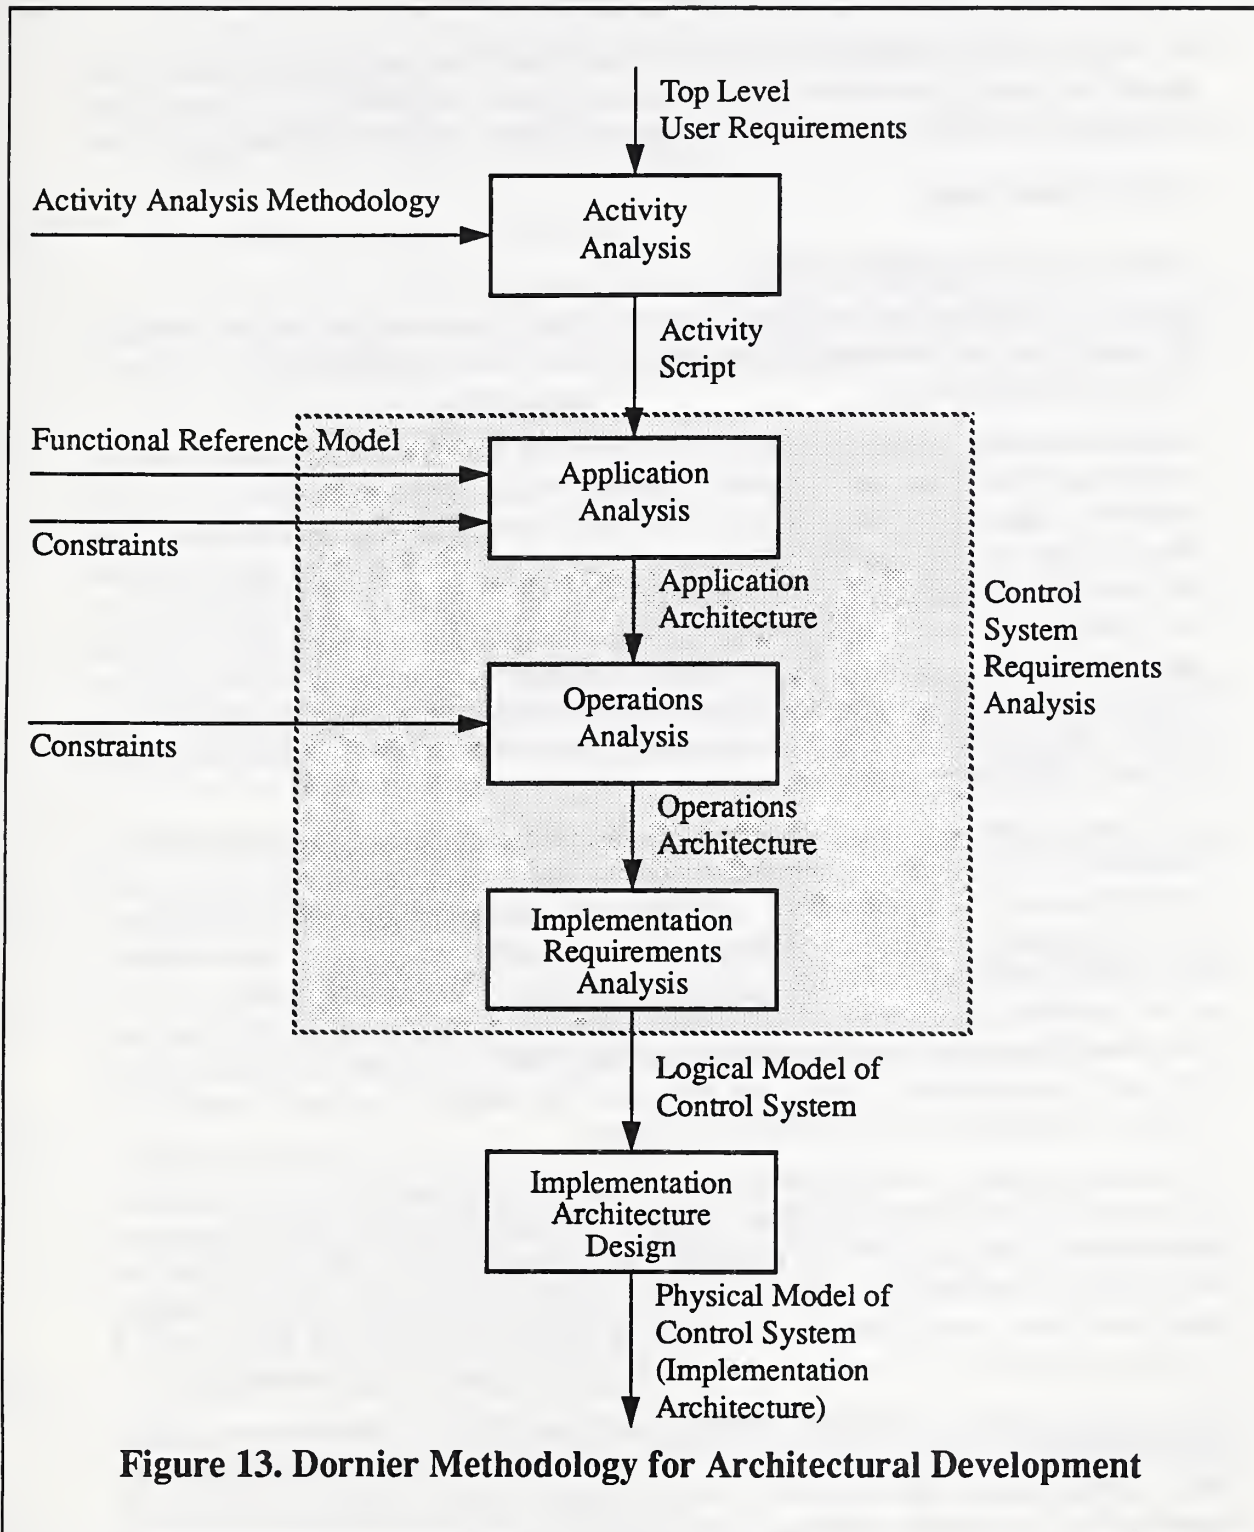 Top Level
User Requirements
Activity Analysis Methodology
Activity
Analysis
Activity
Script
Functional Reference Model
Application
Analysis
Constraints
Application
Architecture
Control
System
Requirements
Analysis
Operations
Analysis
Constraints
Operations
Architecture
Implementation
Requirements
Analysis
Logical Model of
Control System
Implementation
Architecture
Design
Physical Model of
Control System
(Implementation
Architecture)
Figure 13. Dornier Methodology for Architectural Development